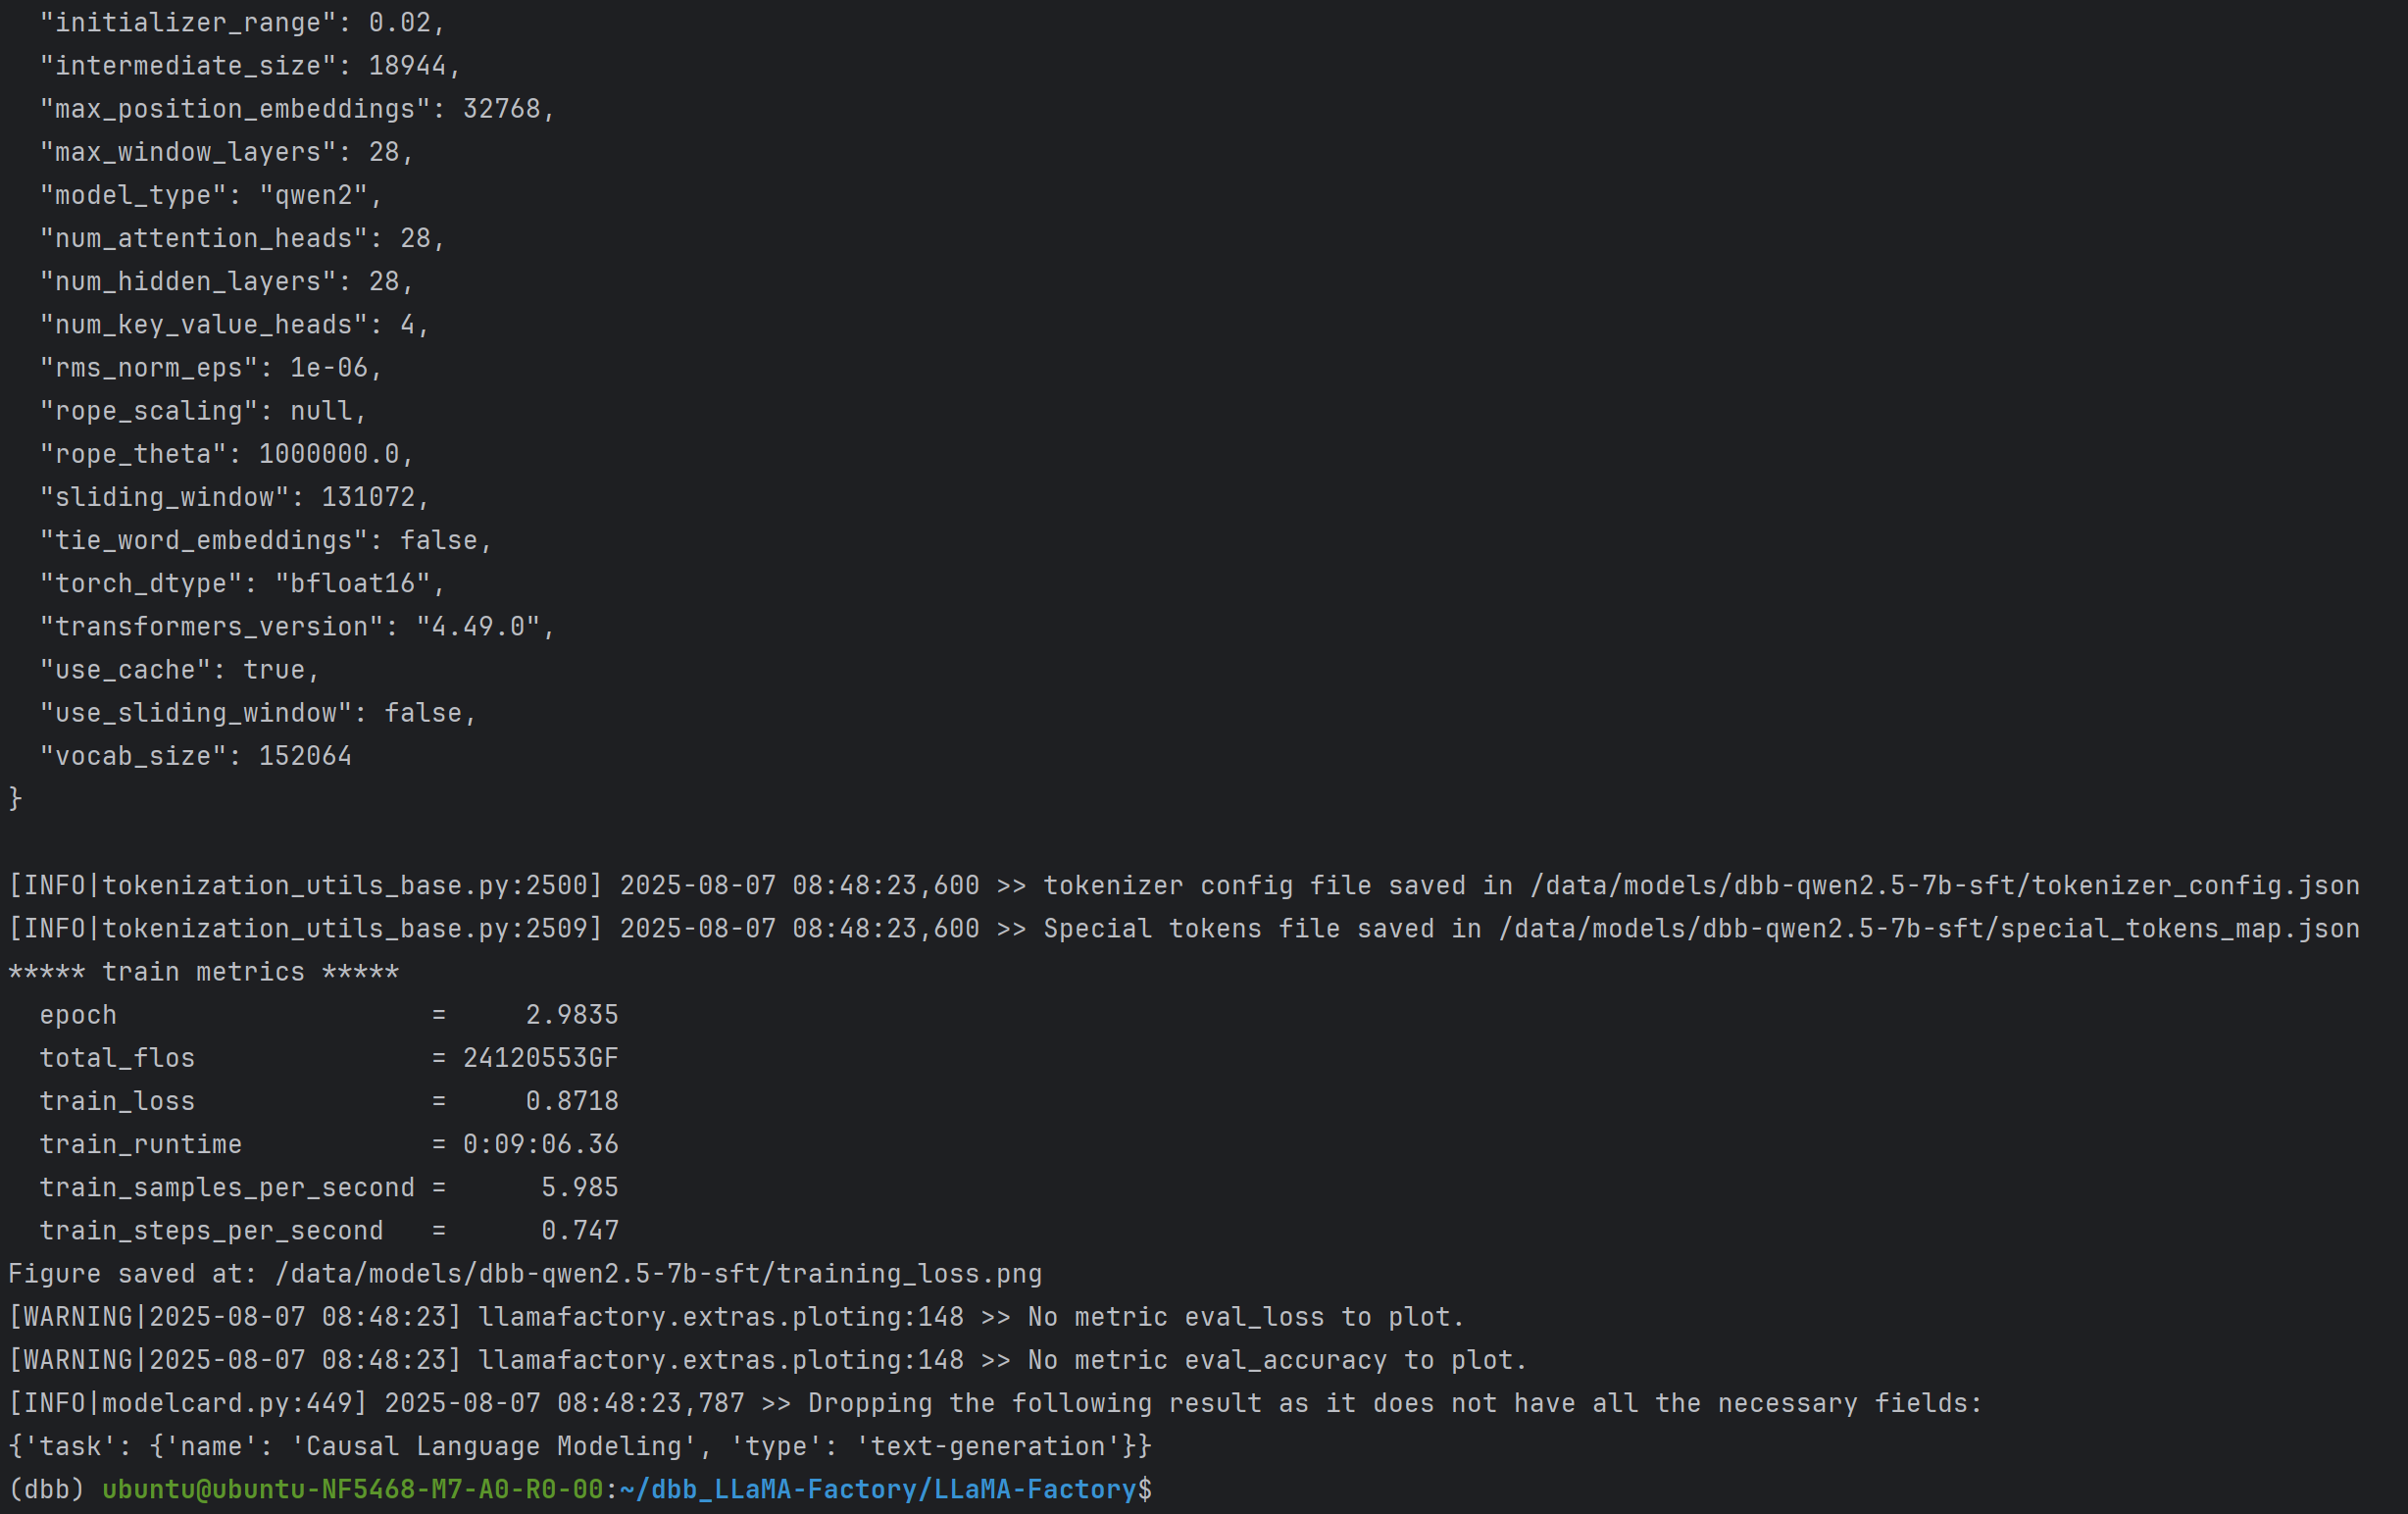 "initializer_range": 0.02,
  "intermediate_size": 18944,
  "max_position_embeddings": 32768,
  "max_window_layers": 28,
  "model_type": "qwen2",
  "num_attention_heads": 28,
  "num_hidden_layers": 28,
  "num_key_value_heads": 4,
  "rms_norm_eps": 1e-06,
  "rope_scaling": null,
  "rope_theta": 1000000.0,
  "sliding_window": 131072,
  "tie_word_embeddings": false,
  "torch_dtype": "bfloat16",
  "transformers_version": "4.49.0",
  "use_cache": true,
  "use_sliding_window": false,
  "vocab_size": 152064
}

[INFO|tokenization_utils_base.py:2500] 2025-08-07 08:48:23,600 >> tokenizer config file saved in /data/models/dbb-qwen2.5-7b-sft/tokenizer_config.json
[INFO|tokenization_utils_base.py:2509] 2025-08-07 08:48:23,600 >> Special tokens file saved in /data/models/dbb-qwen2.5-7b-sft/special_tokens_map.json
***** train metrics *****
  epoch                    =     2.9835
  total_flos               = 24120553GF
  train_loss               =     0.8718
  train_runtime            = 0:09:06.36
  train_samples_per_second =      5.985
  train_steps_per_second   =      0.747
Figure saved at: /data/models/dbb-qwen2.5-7b-sft/training_loss.png
[WARNING|2025-08-07 08:48:23] llamafactory.extras.ploting:148 >> No metric eval_loss to plot.
[WARNING|2025-08-07 08:48:23] llamafactory.extras.ploting:148 >> No metric eval_accuracy to plot.
[INFO|modelcard.py:449] 2025-08-07 08:48:23,787 >> Dropping the following result as it does not have all the necessary fields:
{'task': {'name': 'Causal Language Modeling', 'type': 'text-generation'}}
(dbb) ubuntu@ubuntu-NF5468-M7-A0-R0-00:~/dbb_LLaMA-Factory/LLaMA-Factory$